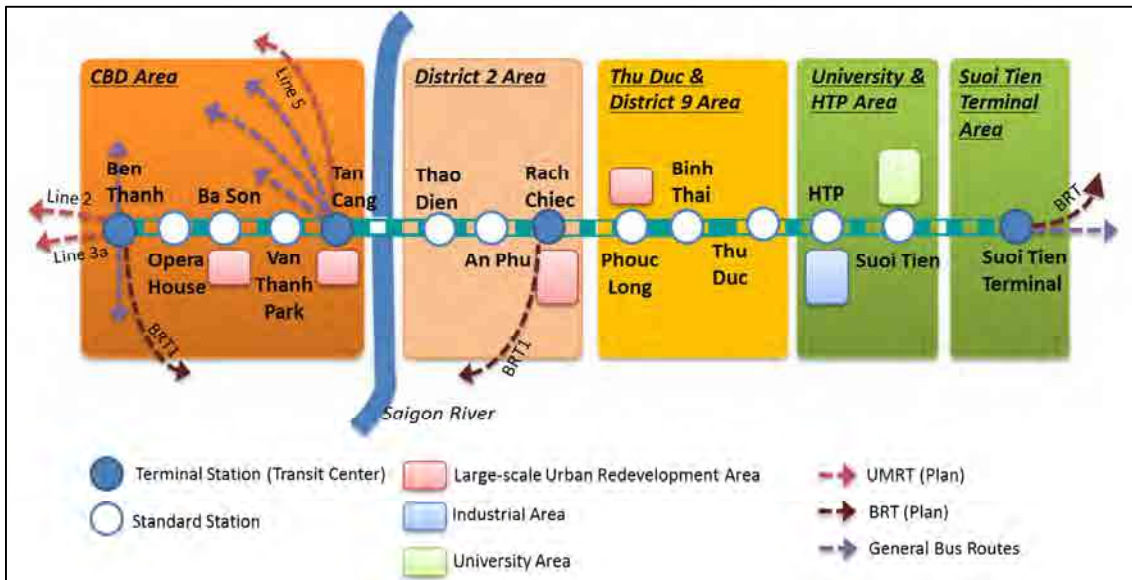 CBD Area
District 2 Area
Thu Duc &
District 9 Area
University &
HTP Area
Suoi Tien
Terminal
Area
Line 5
Line 2
Line 3a
Ben
Thanh
Ba Son
Tan
Cang
Opera
House
Van
Thanh
Park
BRT1
Thao
Dien
Rach
Chiec
An Phu
BRT1
Binh
Thai
Phouc
Long
Thu
Duc
HTP
Suoi Tien
BRT
Suoi Tien
Terminal
Saigon River
Terminal Station (Transit Center)
Standard Station
Large-scale Urban Redevelopment Area
Industrial Area
University Area
UMRT (Plan)
BRT (Plan)
General Bus Routes